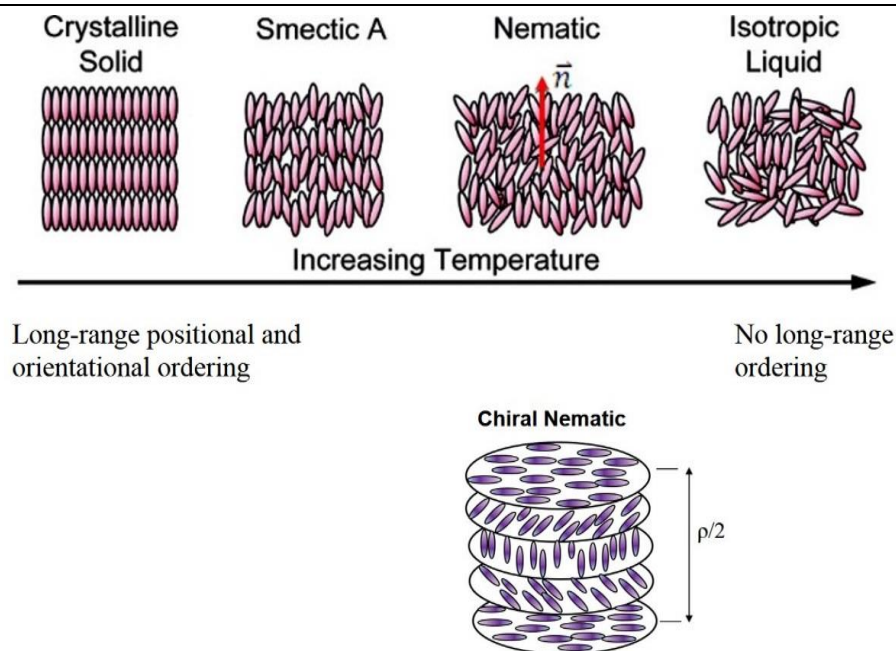 Crystalline
Solid
Smectic A
Nematic
Isotropic
Liquid
n⃗
Increasing Temperature
Long-range positional and
orientational ordering
No long-range
ordering
Chiral Nematic
ρ/2